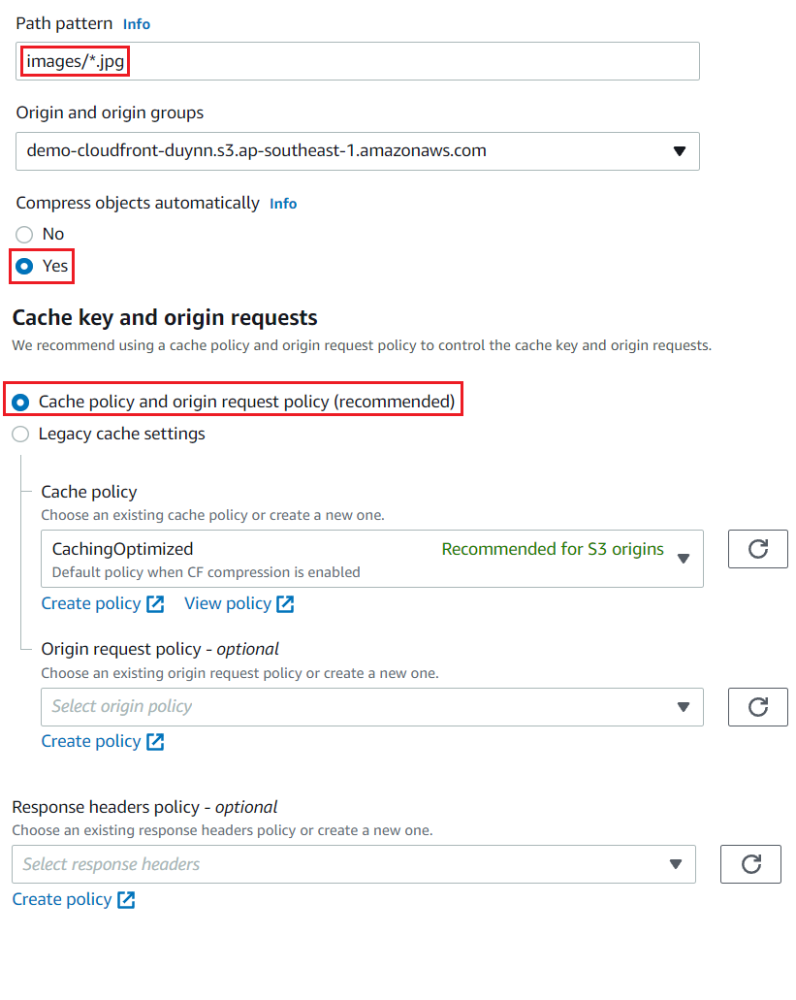 Path pattern Info
images/*.jpg
Origin and origin groups
demo-cloudfront-duynn.s3.ap-southeast-1.amazonaws.com
Compress objects automatically Info
No
Yes
Cache key and origin requests
We recommend using a cache policy and origin request policy to control the cache key and origin requests.
Cache policy and origin request policy (recommended)
Legacy cache settings
Cache policy
Choose an existing cache policy or create a new one.
CachingOptimized Recommended for S3 origins
Default policy when CF compression is enabled
Create policy View policy
Origin request policy - optional
Choose an existing origin request policy or create a new one.
Select origin policy
Create policy
Response headers policy - optional
Choose an existing response headers policy or create a new one.
Select response headers
Create policy